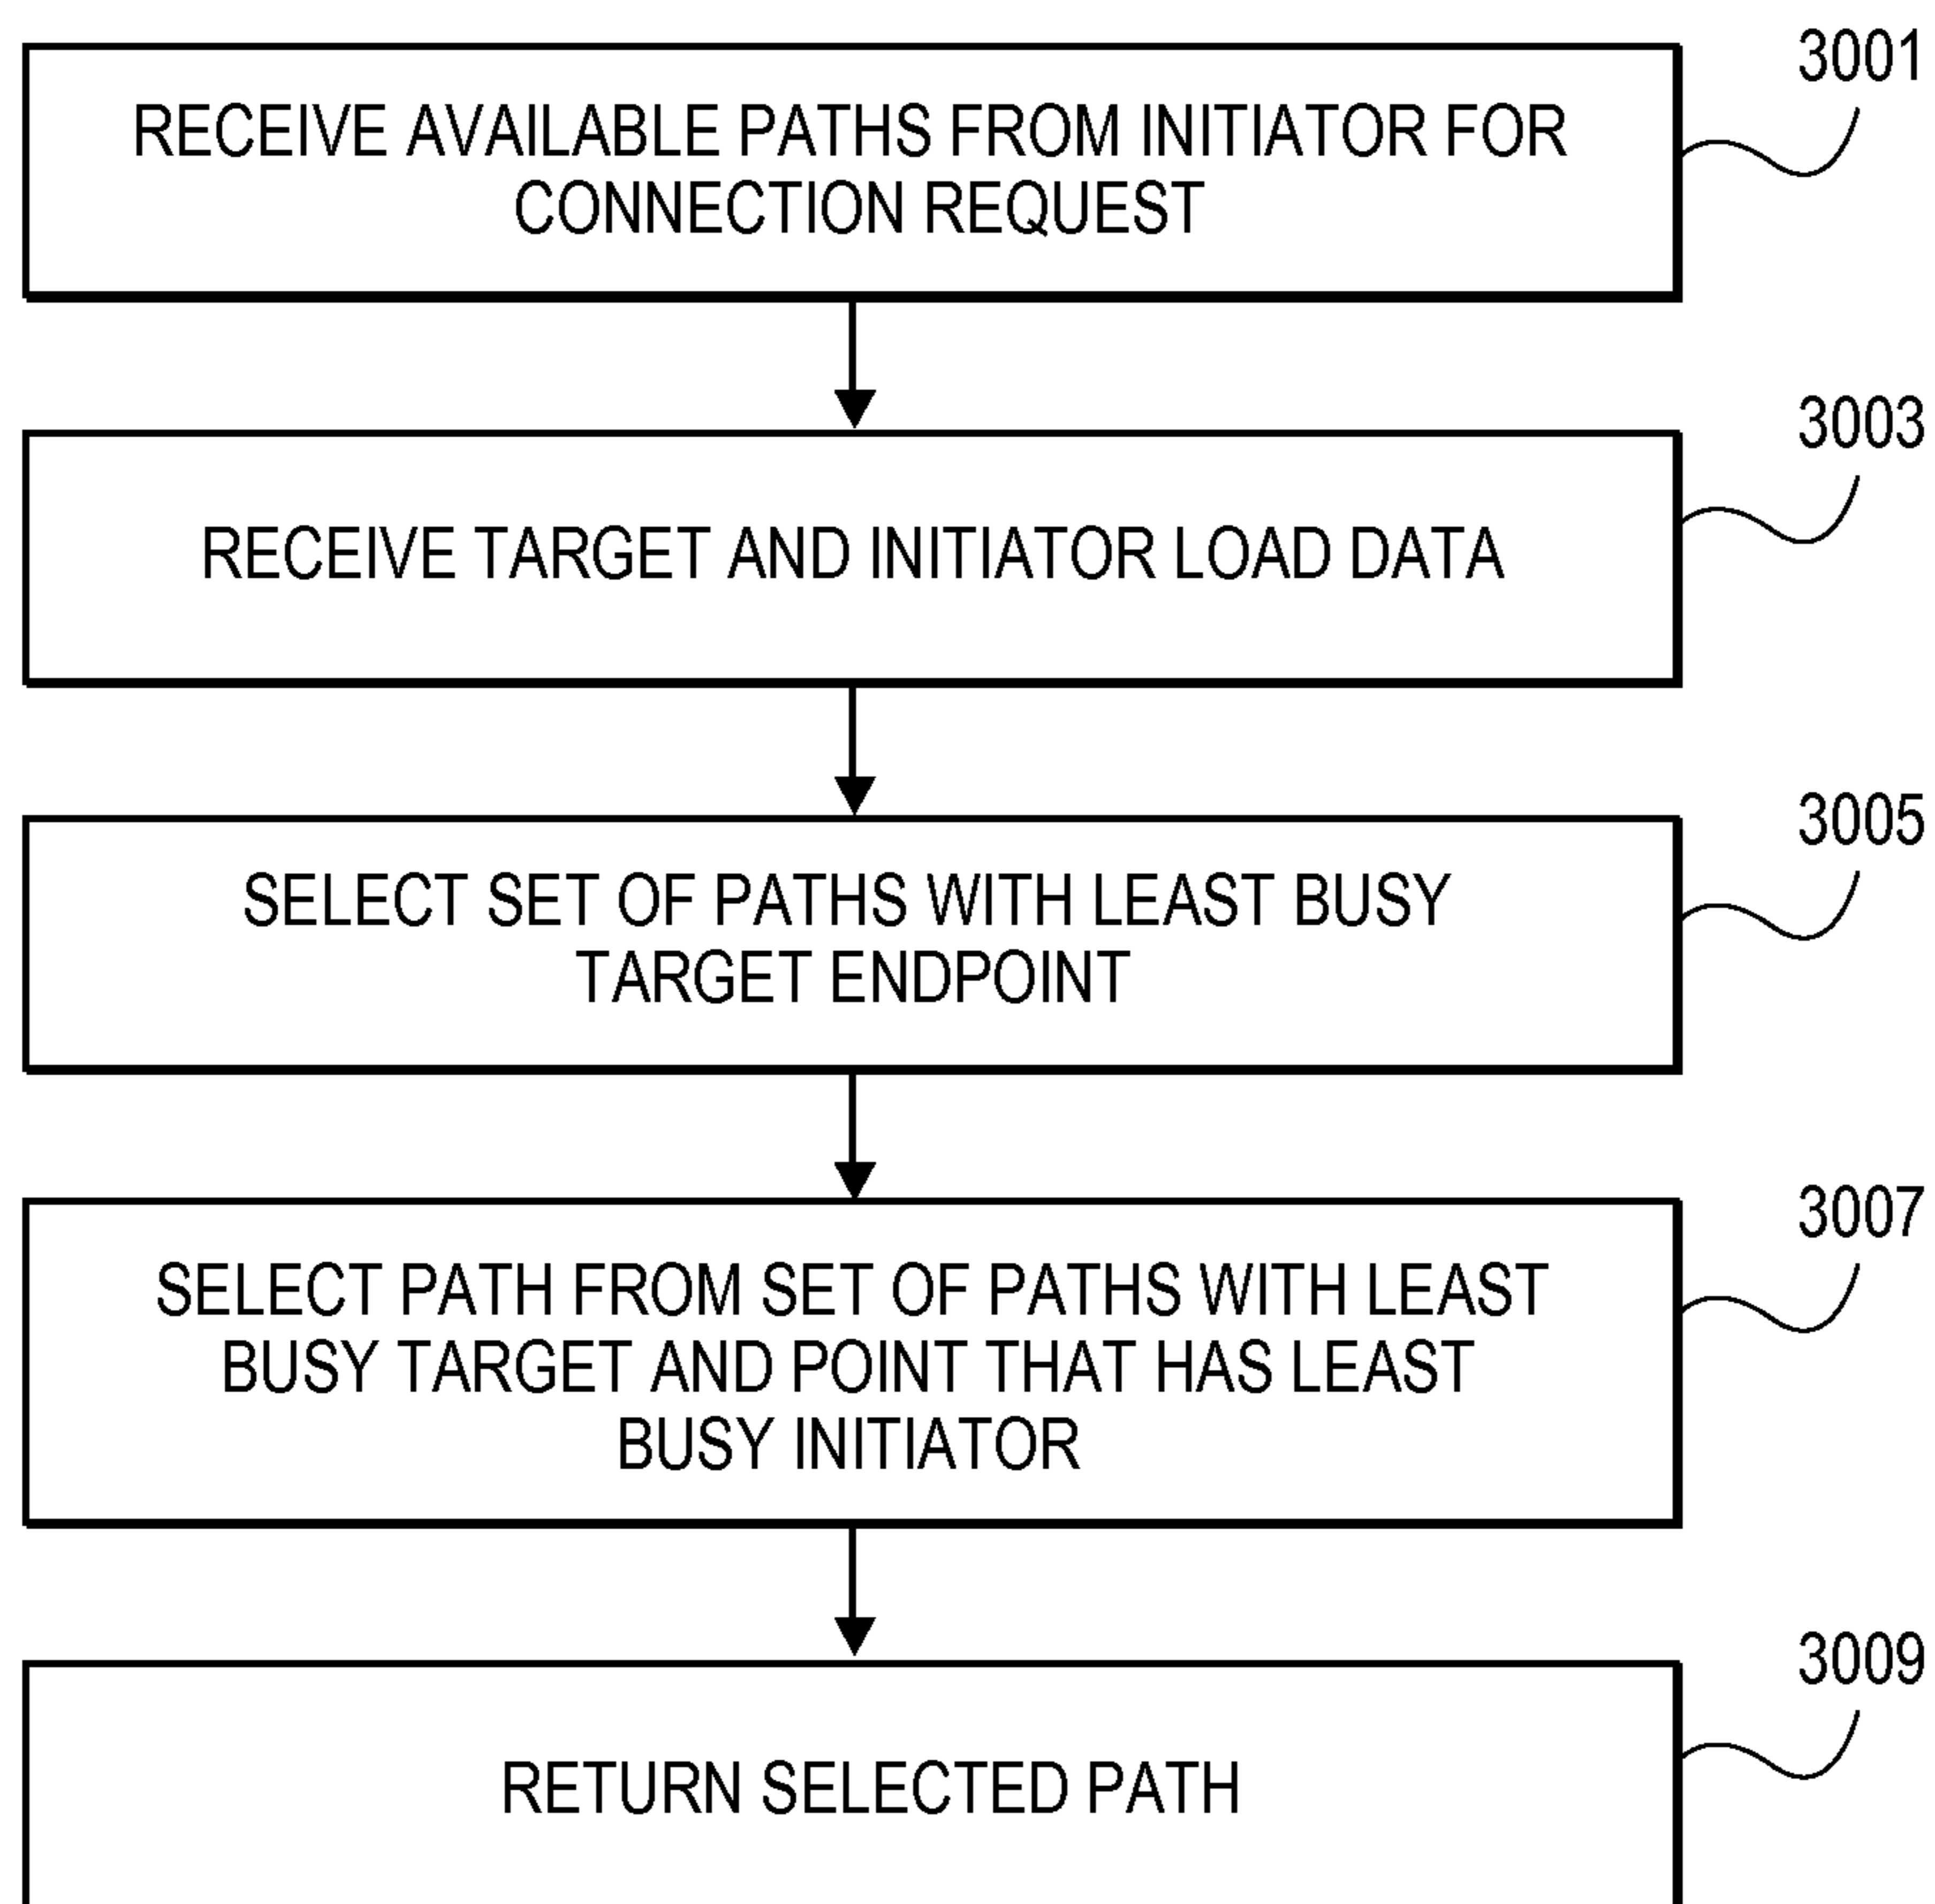 3001
RECEIVE AVAILABLE PATHS FROM INITIATOR FOR
CONNECTION REQUEST
3003
RECEIVE TARGET AND INITIATOR LOAD DATA
3005
SELECT SET OF PATHS WITH LEAST BUSY
TARGET ENDPOINT
3007
SELECT PATH FROM SET OF PATHS WITH LEAST
BUSY TARGET AND POINT THAT HAS LEAST
BUSY INITIATOR
3009
RETURN SELECTED PATH